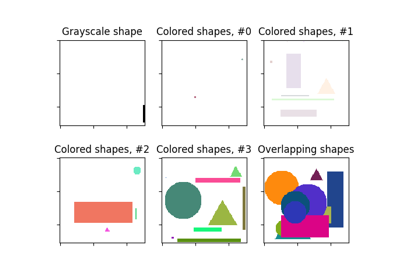 Grayscale shape
Colored shapes, #0
Colored shapes, #1
Colored shapes, #2
Colored shapes, #3
Overlapping shapes